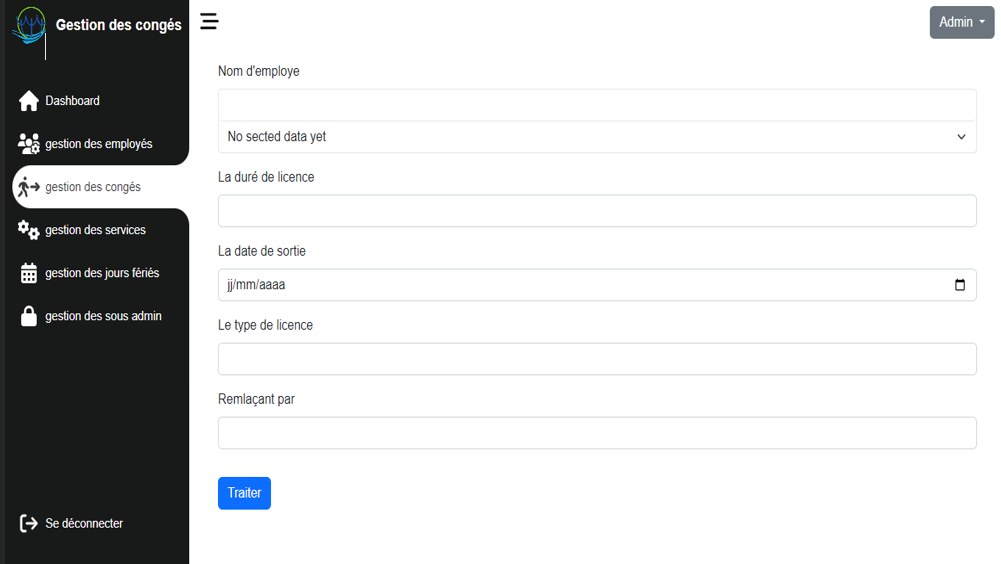 Gestion des congés
Admin
Dashboard
gestion des employés
gestion des congés
gestion des services
gestion des jours fériés
gestion des sous admin
Se déconnecter
Nom d'employe
No sected data yet
La duré de licence
La date de sortie
jj/mm/aaaa
Le type de licence
Remlaçant par
Traiter